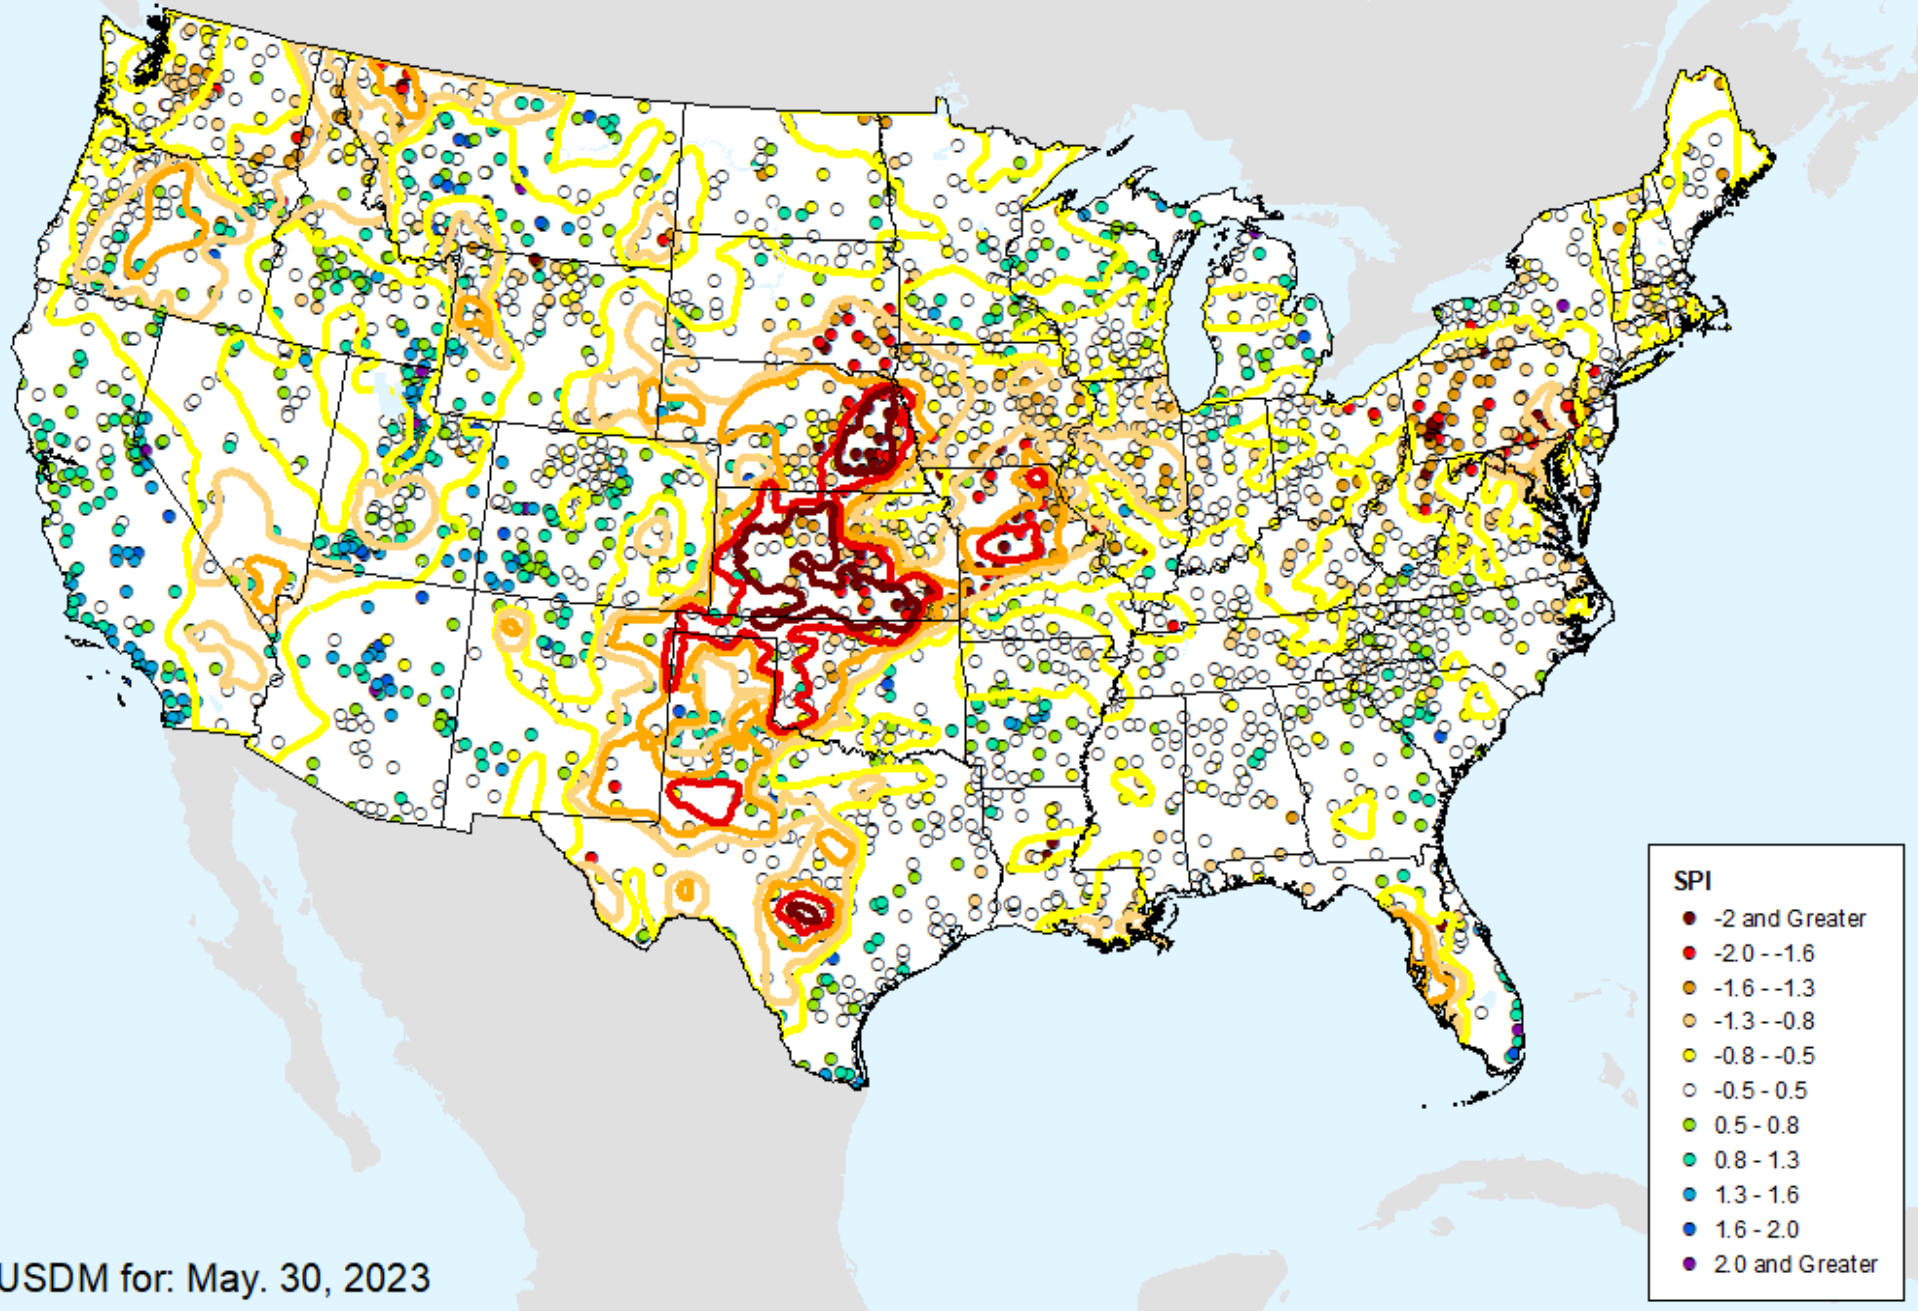 SPI
-2 and Greater
-2.0 - -1.6
-1.6 - -1.3
-1.3 - -0.8
-0.8 - -0.5
-0.5 - 0.5
0.5 - 0.8
0.8 - 1.3
1.3 - 1.6
1.6 - 2.0
2.0 and Greater
USDM for: May. 30, 2023